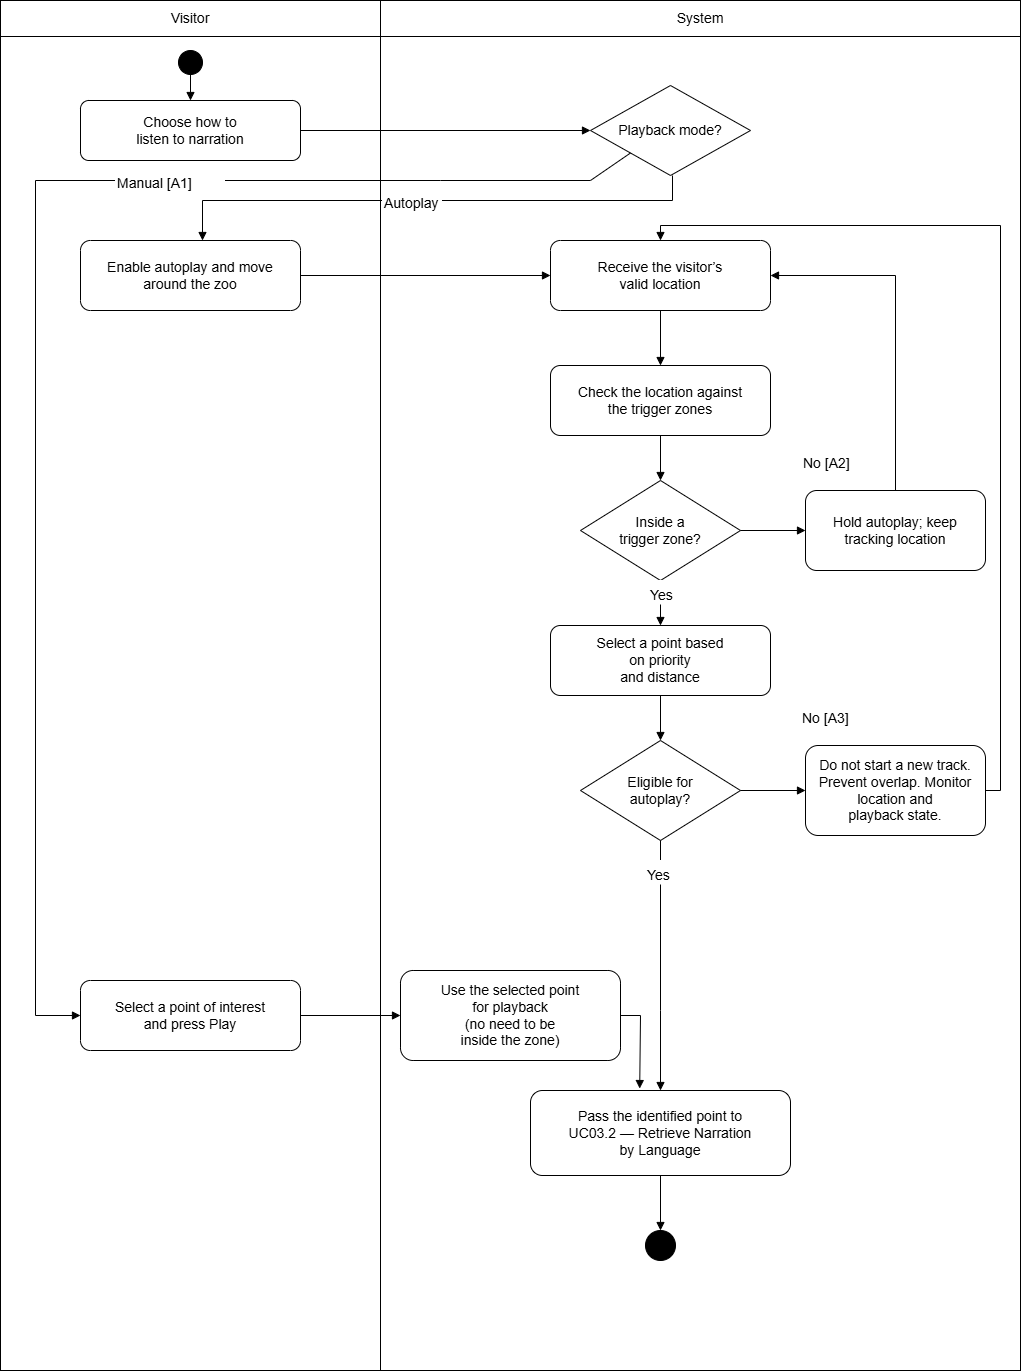 Visitor
System
Choose how to
listen to narration
Playback mode?
Manual [A1]
Autoplay
Enable autoplay and move
around the zoo
Receive the visitor’s
valid location
Check the location against
the trigger zones
No [A2]
Inside a
trigger zone?
Hold autoplay; keep
tracking location
Yes
Select a point based
on priority
and distance
No [A3]
Eligible for
autoplay?
Do not start a new track.
Prevent overlap. Monitor
location and
playback state.
Yes
Select a point of interest
and press Play
Use the selected point
for playback
(no need to be
inside the zone)
Pass the identified point to
UC03.2 — Retrieve Narration
by Language